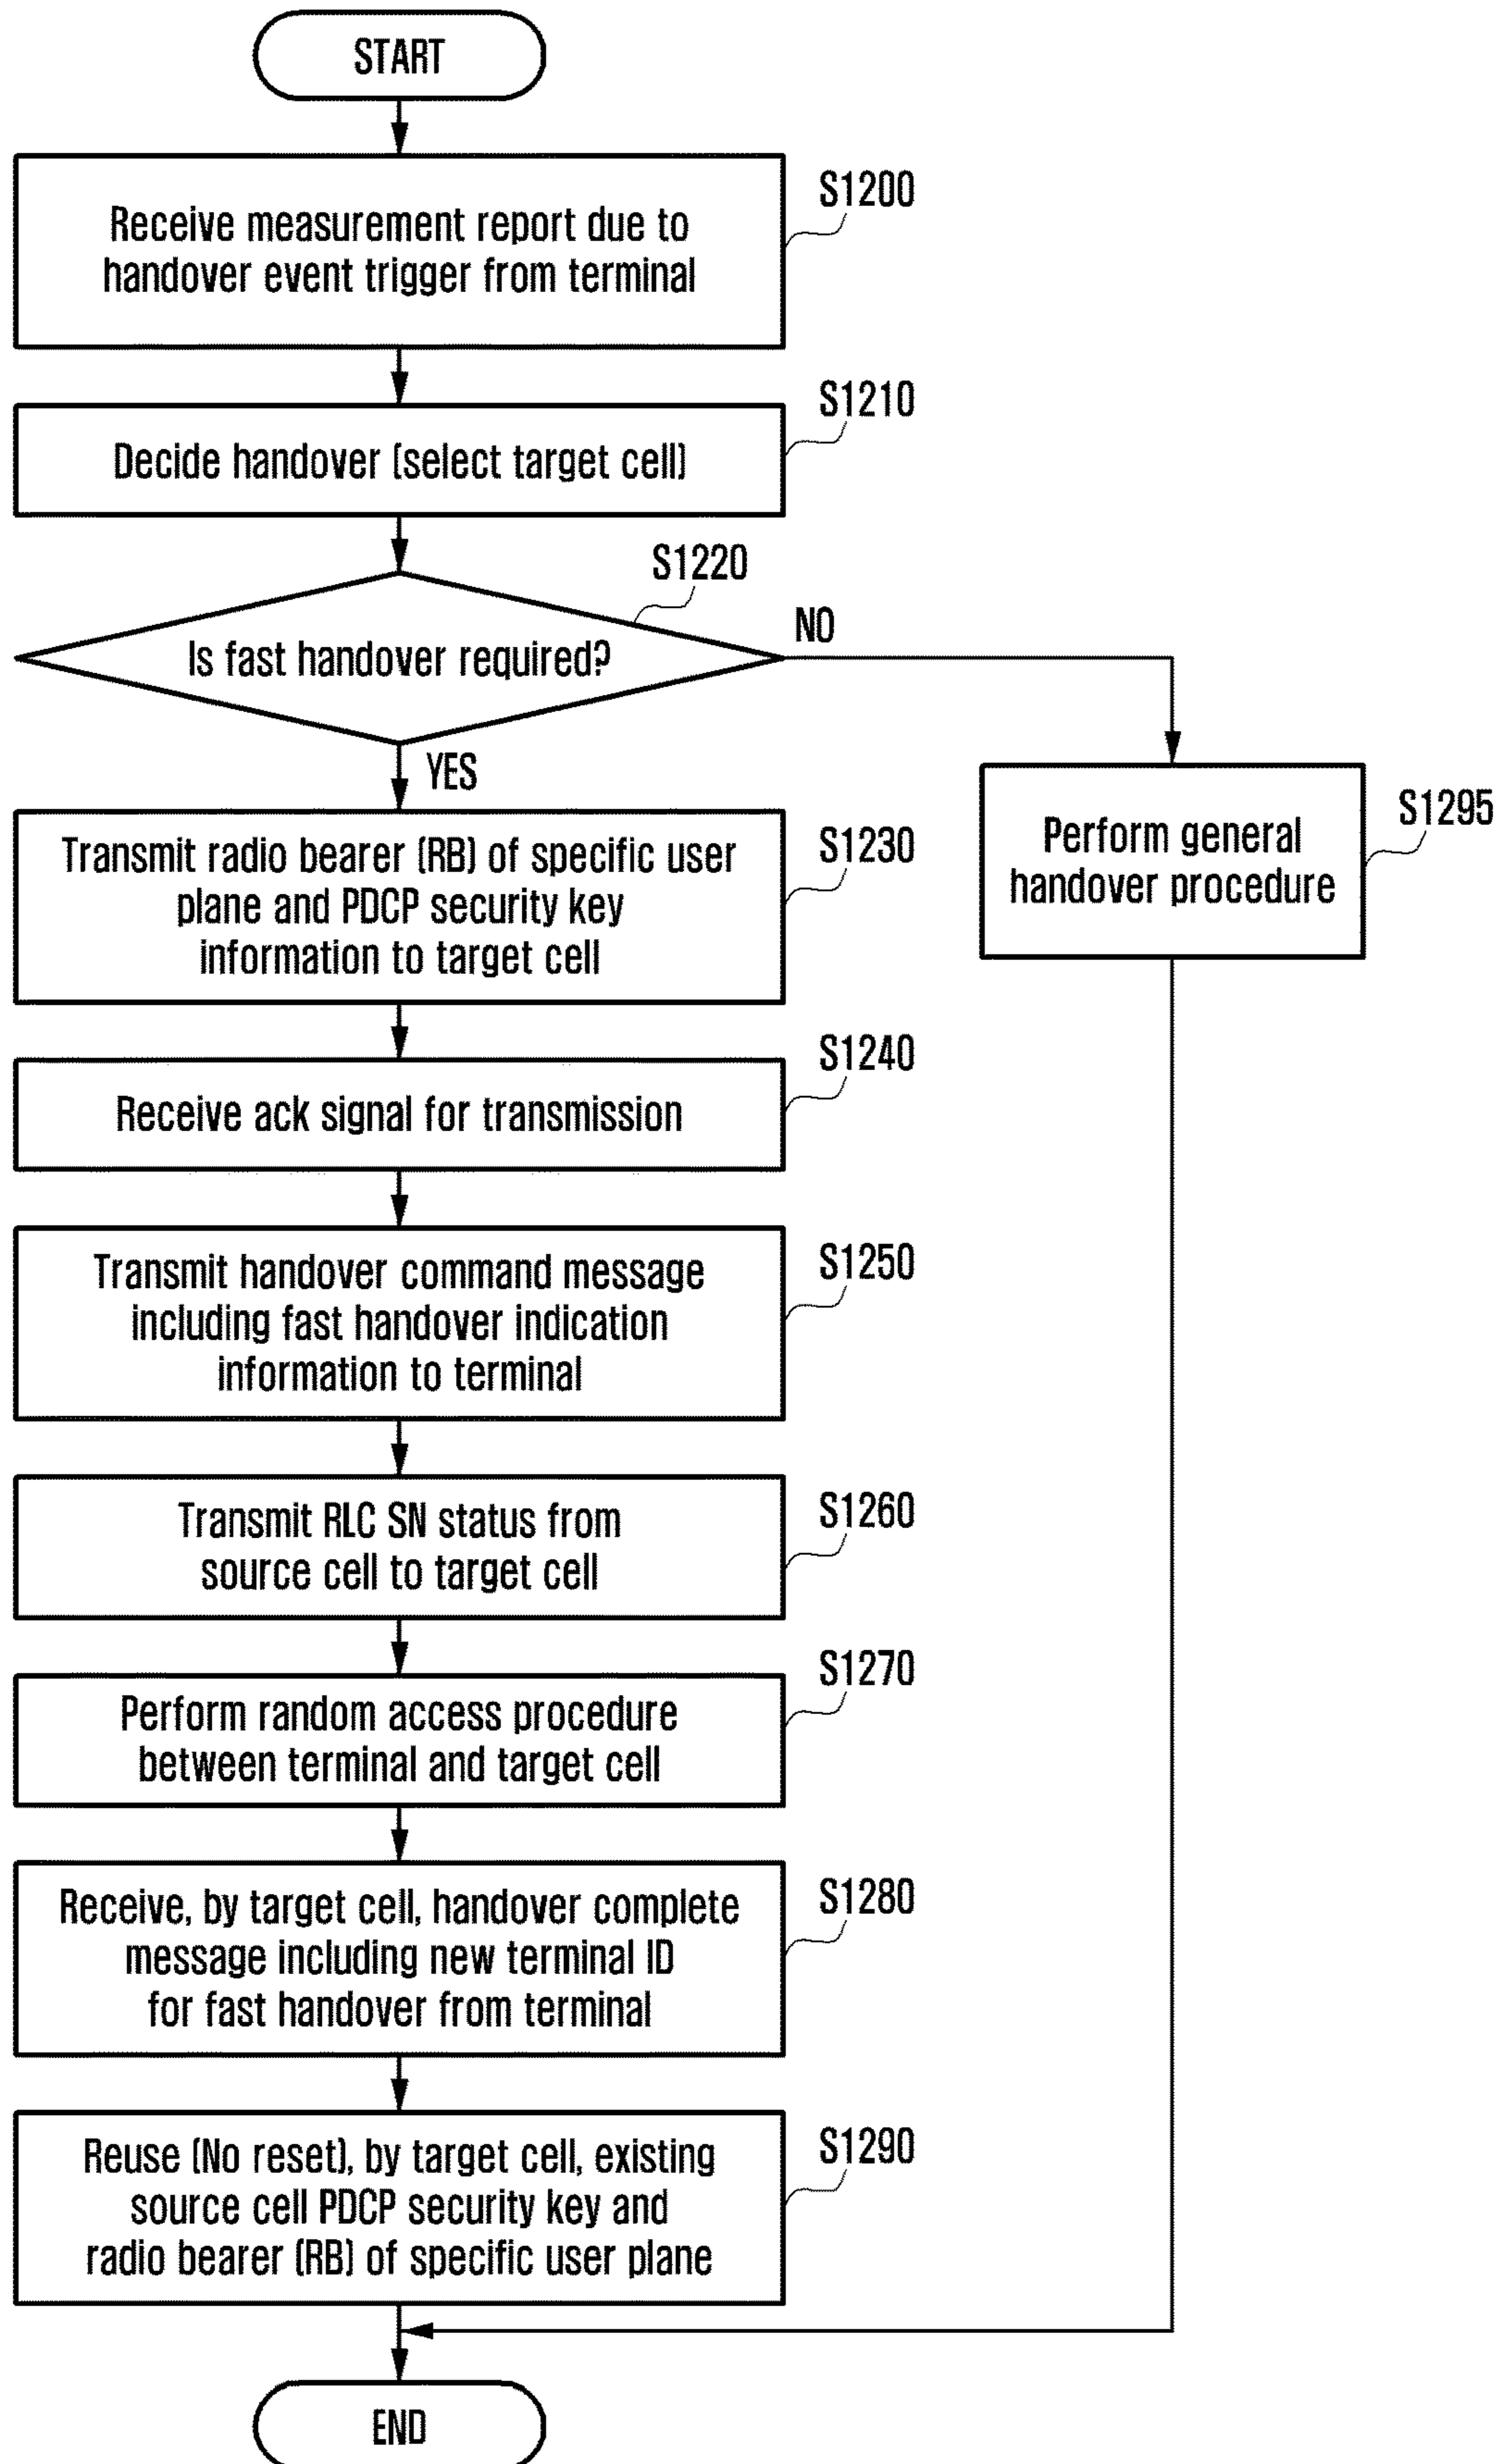 START
Receive measurement report due to
handover event trigger from terminal
S1200
Decide handover (select target cell)
S1210
Is fast handover required?
S1220
NO
YES
Transmit radio bearer (RB) of specific user
plane and PDCP security key
information to target cell
S1230
Perform general
handover procedure
S1295
Receive ack signal for transmission
S1240
Transmit handover command message
including fast handover indication
information to terminal
S1250
Transmit RLC SN status from
source cell to target cell
S1260
Perform random access procedure
between terminal and target cell
S1270
Receive, by target cell, handover complete
message including new terminal ID
for fast handover from terminal
S1280
Reuse (No reset), by target cell, existing
source cell PDCP security key and
radio bearer (RB) of specific user plane
S1290
END